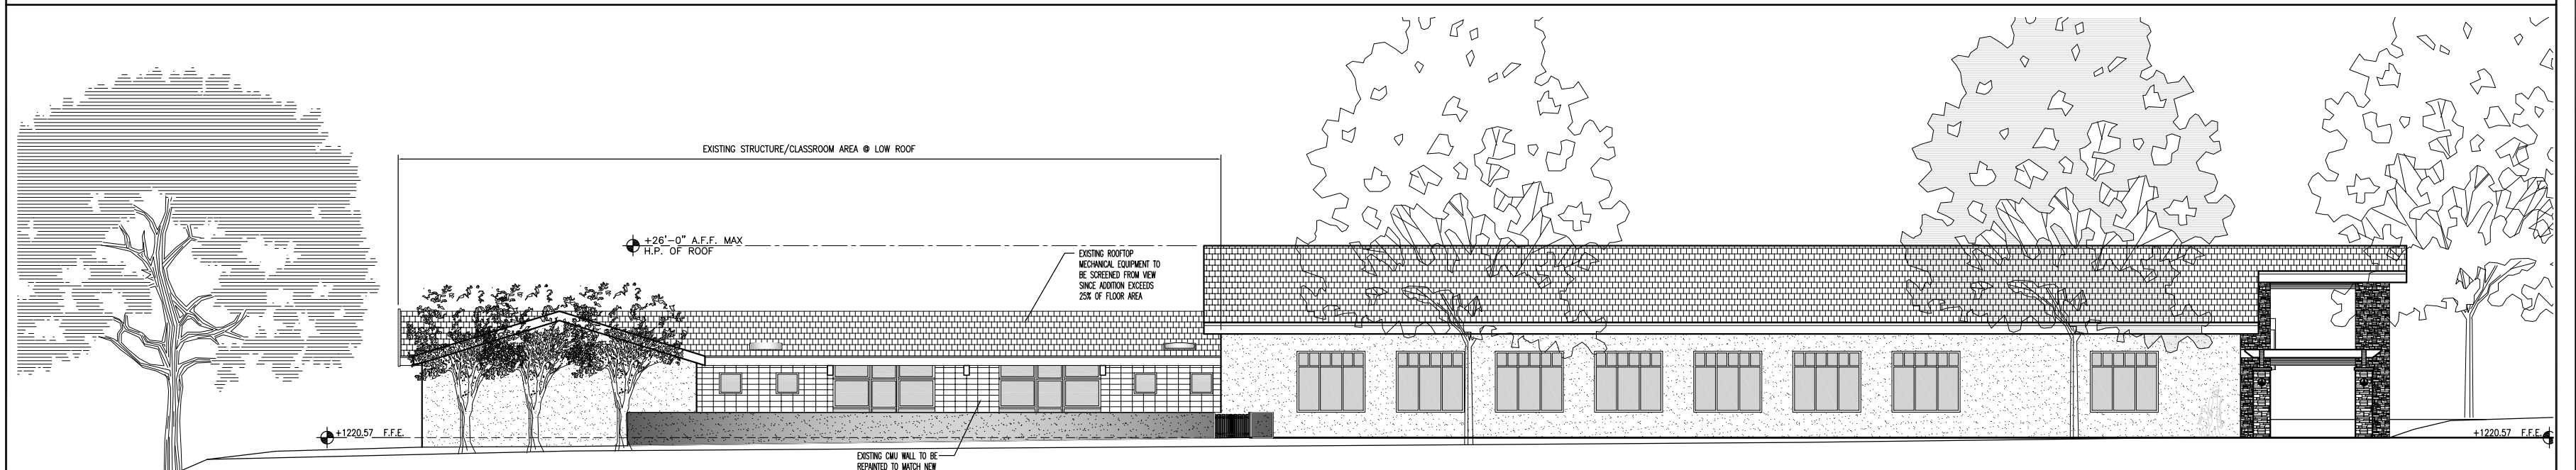 EXISTING STRUCTURE/CLASSROOM AREA @ LOW ROOF
+26'-0" A.F.F. MAX
H.P. OF ROOF
EXISTING ROOFTOP
MECHANICAL EQUIPMENT TO
BE SCREENED FROM VIEW
SINCE ADDITION EXCEEDS
25% OF FLOOR AREA
+1220.57 F.F.E.
+1220.57 F.F.E.
EXISTING CMU WALL TO BE
REPAINTED TO MATCH NEW